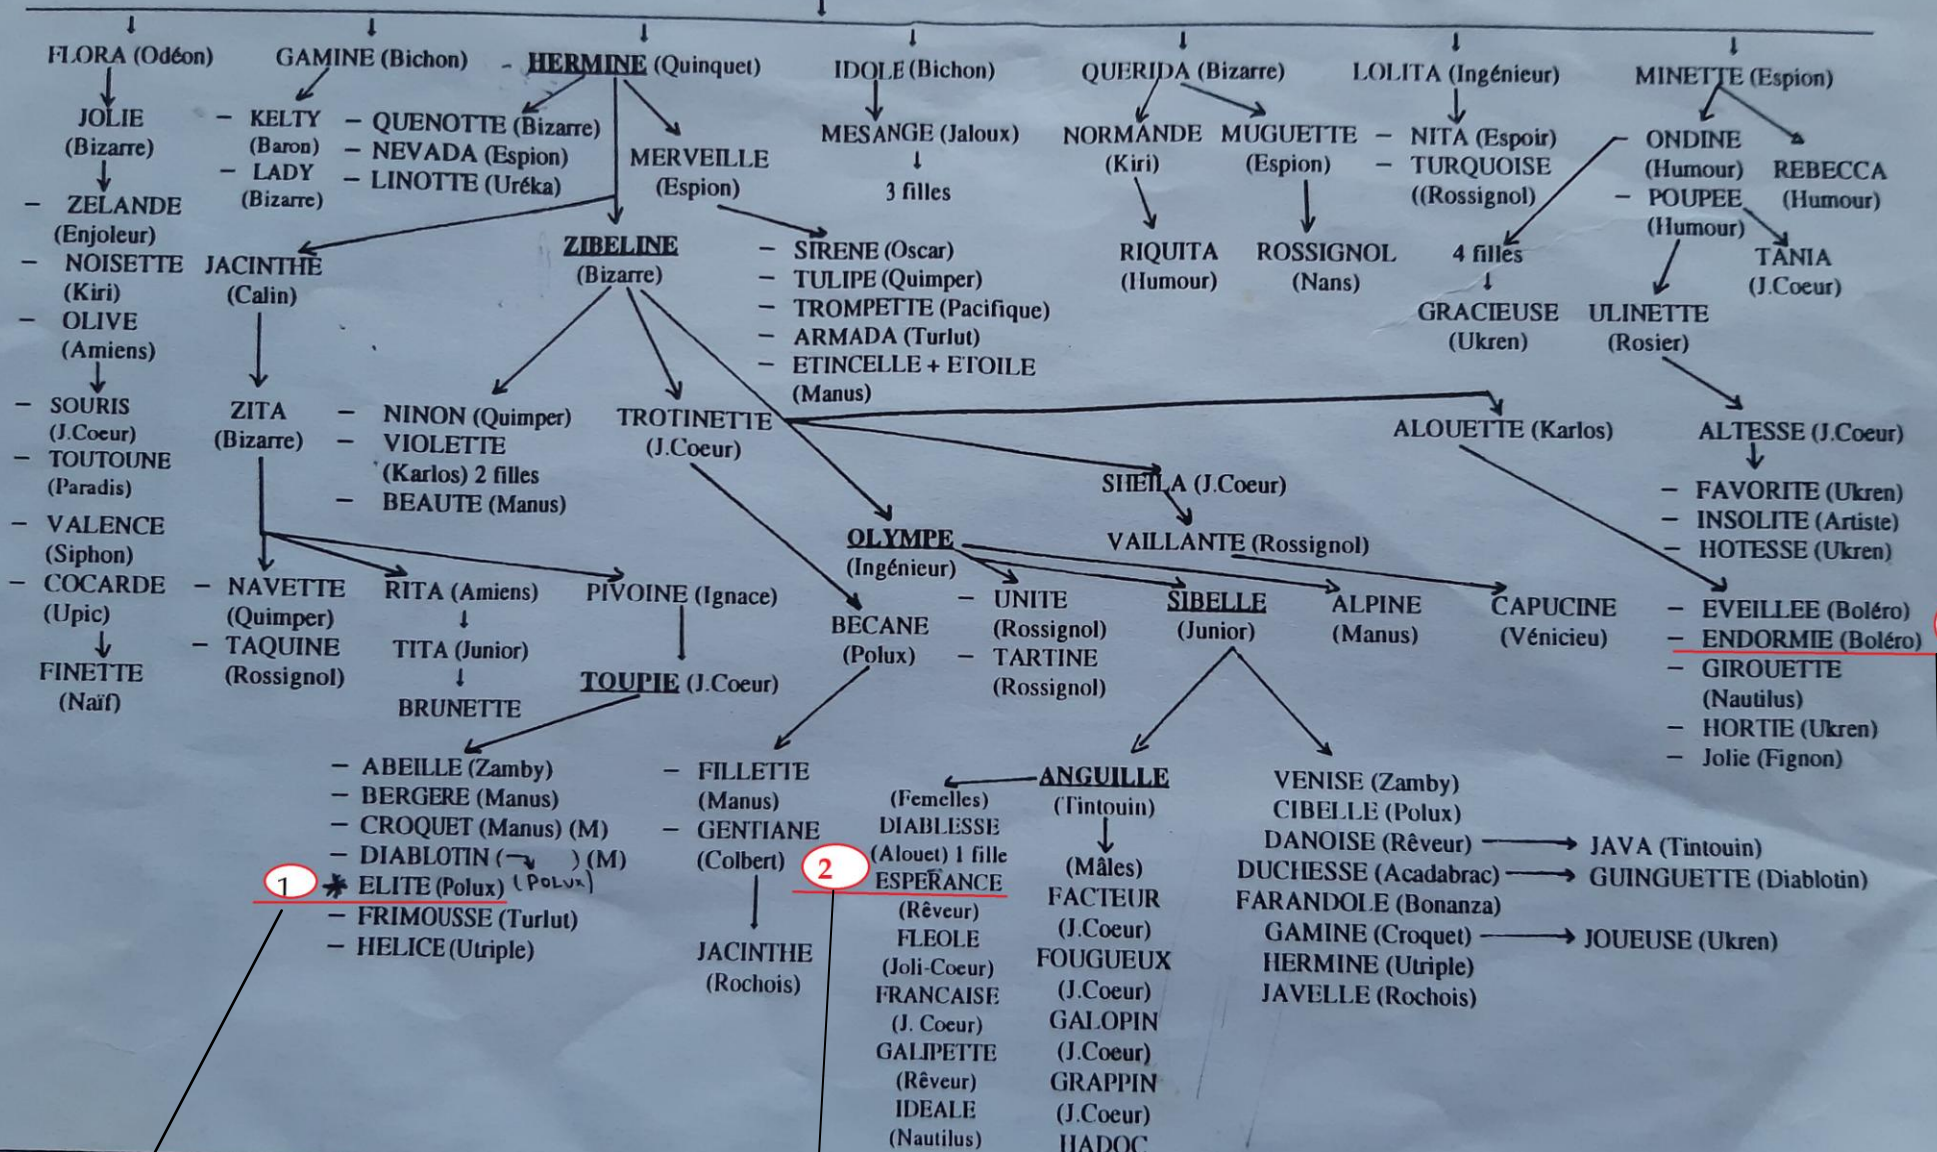 FLORA (Odéon)
GAMINE (Bichon)
- HERMINE (Quinquet)
IDOLE (Bichon)
QUERIDA (Bizarre)
LOLITA (Ingénieur)
MINETTE (Espion)
JOLIE
(Bizarre)
- KELTY
(Baron)
- LADY
(Bizarre)
- QUENOTTE (Bizarre)
- NEVADA (Espion)
- LINOTTE (Uréka)
MERVEILLE
(Espion)
MESANGE (Jaloux)
3 filles
NORMANDE
(Kiri)
MUGUETTE
(Espion)
- NITA (Espoir)
- TURQUOISE
((Rossignol)
- ONDINE
(Humour)
- POUPEE
(Humour)
REBECCA
(Humour)
- ZELANDE
(Enjoleur)
- NOISETTE
(Kiri)
- OLIVE
(Amiens)
JACINTHE
(Calin)
ZIBELINE
(Bizarre)
- SIRENE (Oscar)
- TULIPE (Quimper)
- TROMPETTE (Pacifique)
- ARMADA (Turlut)
- ETINCELLE + ETOILE
(Manus)
RIQUITA
(Humour)
ROSSIGNOL
(Nans)
4 filles
GRACIEUSE
(Ukren)
TANIA
(J.Coeur)
ULINETTE
(Rosier)
- SOURIS
(J.Coeur)
- TOUTOUNE
(Paradis)
- VALENCE
(Siphon)
- COCARDE
(Upic)
FINETTE
(Naïf)
ZITA
(Bizarre)
- NINON (Quimper)
- VIOLETTE
(Karlos) 2 filles
- BEAUTE (Manus)
TROTINETTE
(J.Coeur)
ALOUETTE (Karlos)
ALTESSE (J.Coeur)
SHEILA (J.Coeur)
- FAVORITE (Ukren)
- INSOLITE (Artiste)
- HOTESSE (Ukren)
OLYMPE
(Ingénieur)
VAILLANTE (Rossignol)
- NAVETTE
(Quimper)
- TAQUINE
(Rossignol)
RITA (Amiens)
TITA (Junior)
BRUNETTE
PIVOINE (Ignace)
TOUPIE (J.Coeur)
BECANE
(Polux)
- UNITE
(Rossignol)
- TARTINE
(Rossignol)
SIBELLE
(Junior)
ALPINE
(Manus)
CAPUCINE
(Vénicieu)
- EVEILLEE (Boléro)
- ENDORMIE (Boléro)
- GIROUETTE
(Nautilus)
- HORTIE (Ukren)
- Jolie (Fignon)
- ABEILLE (Zamby)
- BERGERE (Manus)
- CROQUET (Manus) (M)
- DIABLOTIN ( ) (M)
1 * ELITE (Polux) (POLUX)
- FRIMOUSSE (Turlut)
- HELICE (Utriple)
- FILLETTE
(Manus)
- GENTIANE
(Colbert)
JACINTHE
(Rochois)
(Femelles)
DIABLESSE
(Alouet) 1 fille
2 ESPERANCE
(Rêveur)
FLEOLE
(Joli-Coeur)
FRANCAISE
(J. Coeur)
GALIPETTE
(Rêveur)
IDEALE
(Nautilus)
ANGUILLE
(Tintouin)
(Mâles)
FACTEUR
(J.Coeur)
FOUGUEUX
(J.Coeur)
GALOPIN
(J.Coeur)
GRAPPIN
(J.Coeur)
HADOC
VENISE (Zamby)
CIBELLE (Polux)
DANOISE (Rêveur) JAVA (Tintouin)
DUCHESSE (Acadabrac) GUINGUETTE (Diablotin)
FARANDOLE (Bonanza)
GAMINE (Croquet) JOUEUSE (Ukren)
HERMINE (Utriple)
JAVELLE (Rochois)